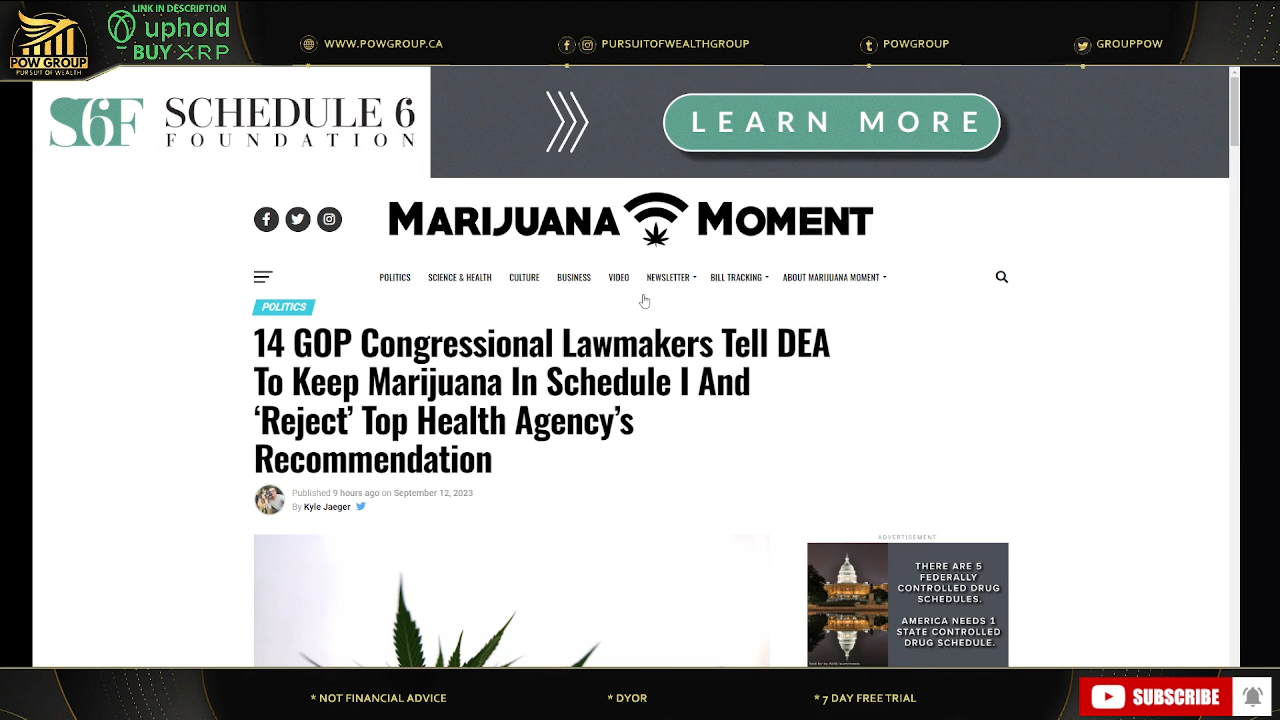 LINK IN DESCRIPTION
uphold
BUY XRP
POW GROUP
PURSUIT OF WEALTH
WWW.POWGROUP.CA
PURSUITOFWEALTHGROUP
POWGROUP
GROUPPOW
S6F
SCHEDULE 6
FOUNDATION
LEARN MORE
MARIJUANA MOMENT
POLITICS SCIENCE & HEALTH CULTURE BUSINESS VIDEO NEWSLETTER BILL TRACKING ABOUT MARIJUANA MOMENT
POLITICS
14 GOP Congressional Lawmakers Tell DEA
To Keep Marijuana In Schedule I And
‘Reject’ Top Health Agency’s
Recommendation
Published 9 hours ago on September 12, 2023
By Kyle Jaeger
ADVERTISEMENT
THERE ARE 5
FEDERALLY
CONTROLLED DRUG
SCHEDULES.
AMERICA NEEDS 1
STATE CONTROLLED
DRUG SCHEDULE.
* NOT FINANCIAL ADVICE
* DYOR
* 7 DAY FREE TRIAL
SUBSCRIBE